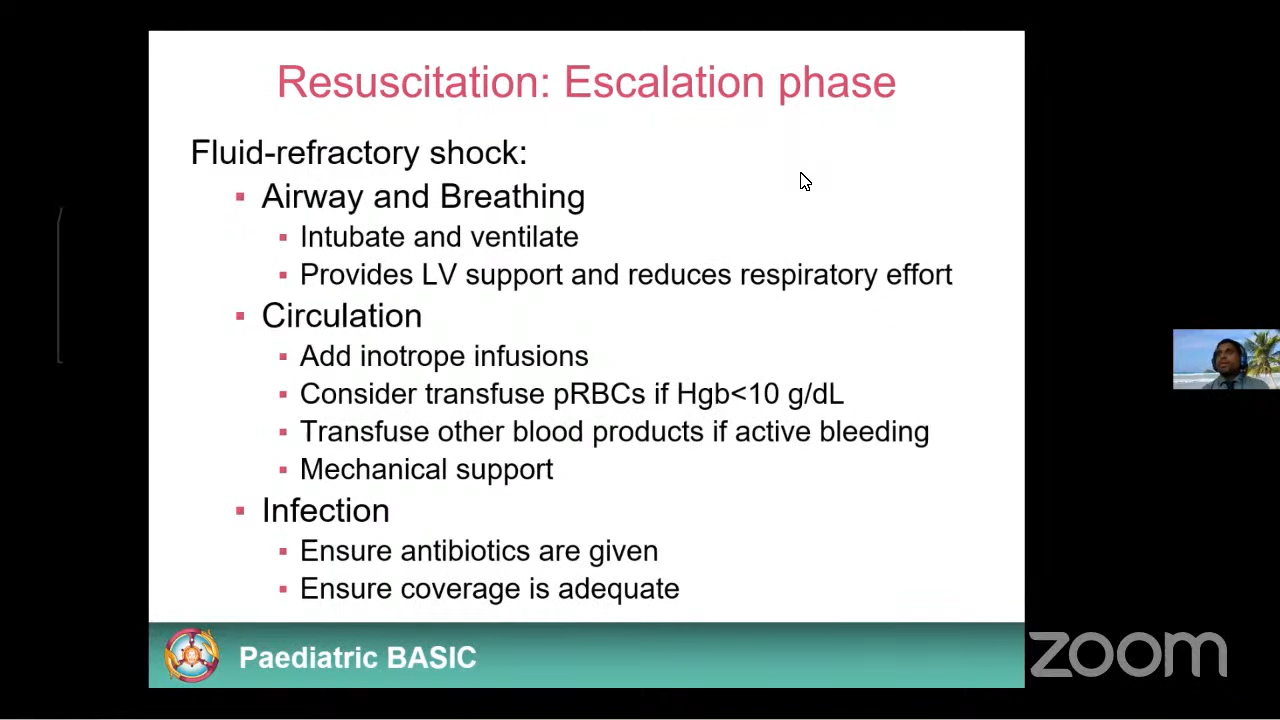 Resuscitation: Escalation phase
Fluid-refractory shock:
Airway and Breathing
Intubate and ventilate
Provides LV support and reduces respiratory effort
Circulation
Add inotrope infusions
Consider transfuse pRBCs if Hgb<10 g/dL
Transfuse other blood products if active bleeding
Mechanical support
Infection
Ensure antibiotics are given
Ensure coverage is adequate
Paediatric BASIC
zoom